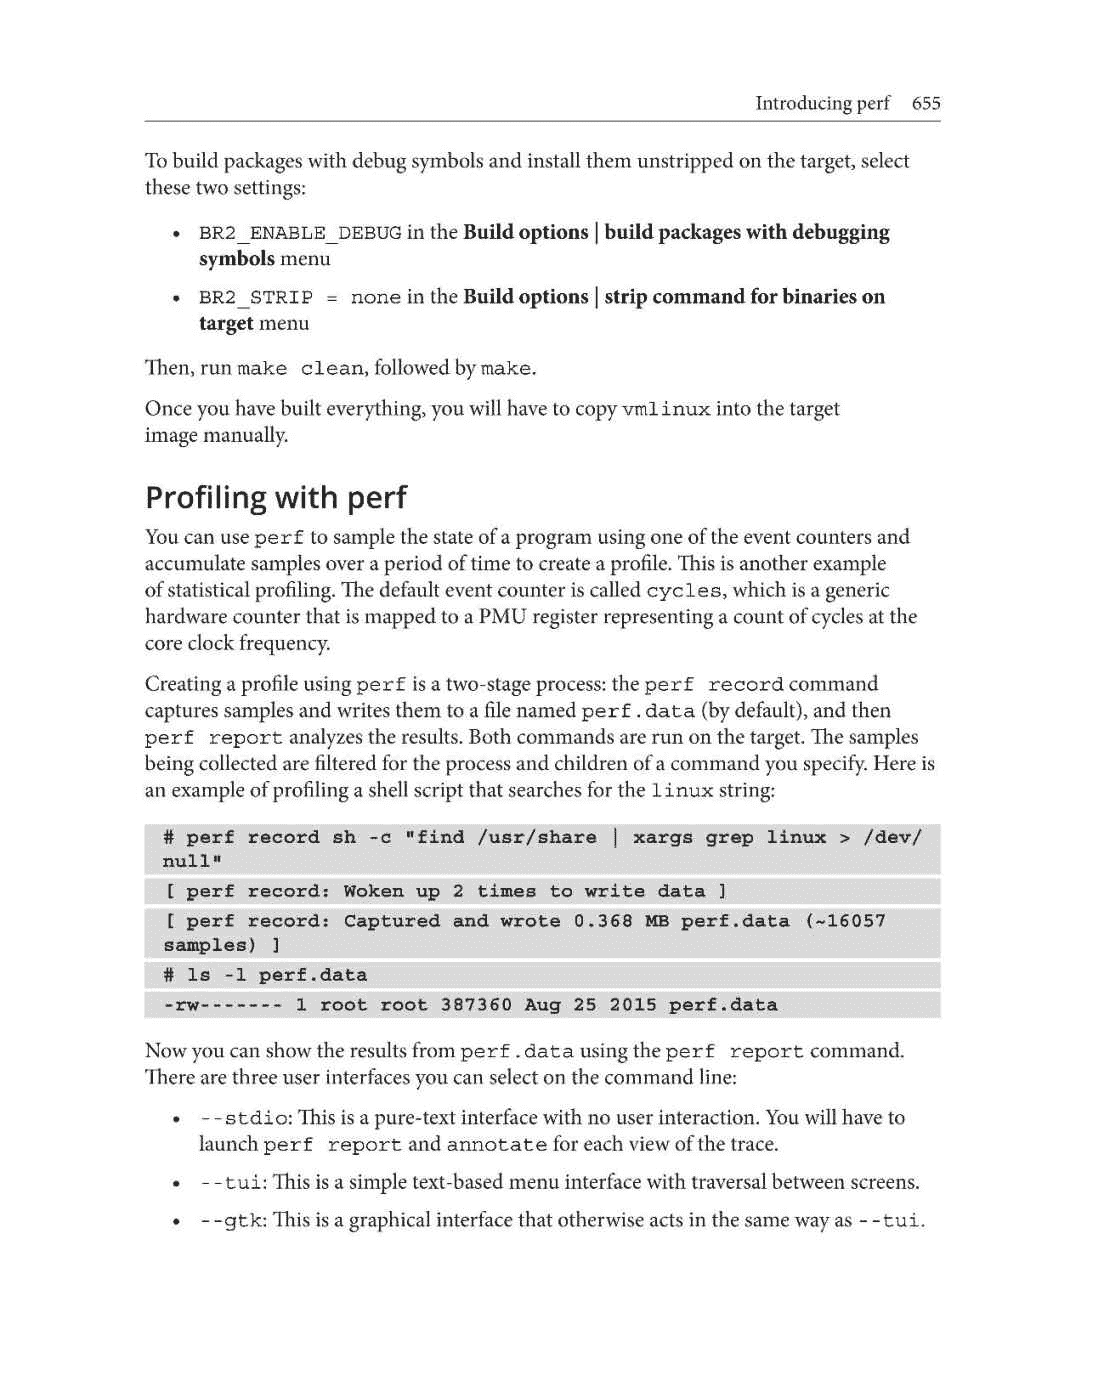 Introducing perf 655
To build packages with debug symbols and install them unstripped on the target, select
these two settings:
• BR2_ENABLE_DEBUG in the Build options | build packages with debugging
symbols menu
• BR2_STRIP = none in the Build options | strip command for binaries on
target menu
Then, run make clean, followed by make.
Once you have built everything, you will have to copy vmlinux into the target
image manually.
Profiling with perf
You can use perf to sample the state of a program using one of the event counters and
accumulate samples over a period of time to create a profile. This is another example
of statistical profiling. The default event counter is called cycles, which is a generic
hardware counter that is mapped to a PMU register representing a count of cycles at the
core clock frequency.
Creating a profile using perf is a two-stage process: the perf record command
captures samples and writes them to a file named perf.data (by default), and then
perf report analyzes the results. Both commands are run on the target. The samples
being collected are filtered for the process and children of a command you specify. Here is
an example of profiling a shell script that searches for the linux string:
# perf record sh -c "find /usr/share | xargs grep linux > /dev/
null"
[ perf record: Woken up 2 times to write data ]
[ perf record: Captured and wrote 0.368 MB perf.data (~16057
samples) ]
# ls -l perf.data
-rw------- 1 root root 387360 Aug 25 2015 perf.data
Now you can show the results from perf.data using the perf report command.
There are three user interfaces you can select on the command line:
• --stdio: This is a pure-text interface with no user interaction. You will have to
launch perf report and annotate for each view of the trace.
• --tui: This is a simple text-based menu interface with traversal between screens.
• --gtk: This is a graphical interface that otherwise acts in the same way as --tui.